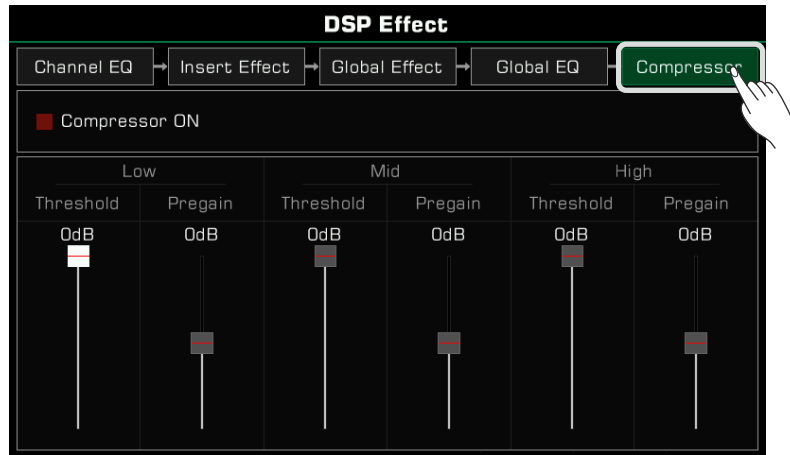 DSP Effect
Channel EQ Insert Effect Global Effect Global EQ Compressor
Compressor ON
Low Mid High
Threshold Pregain Threshold Pregain Threshold Pregain
0dB 0dB 0dB 0dB 0dB 0dB